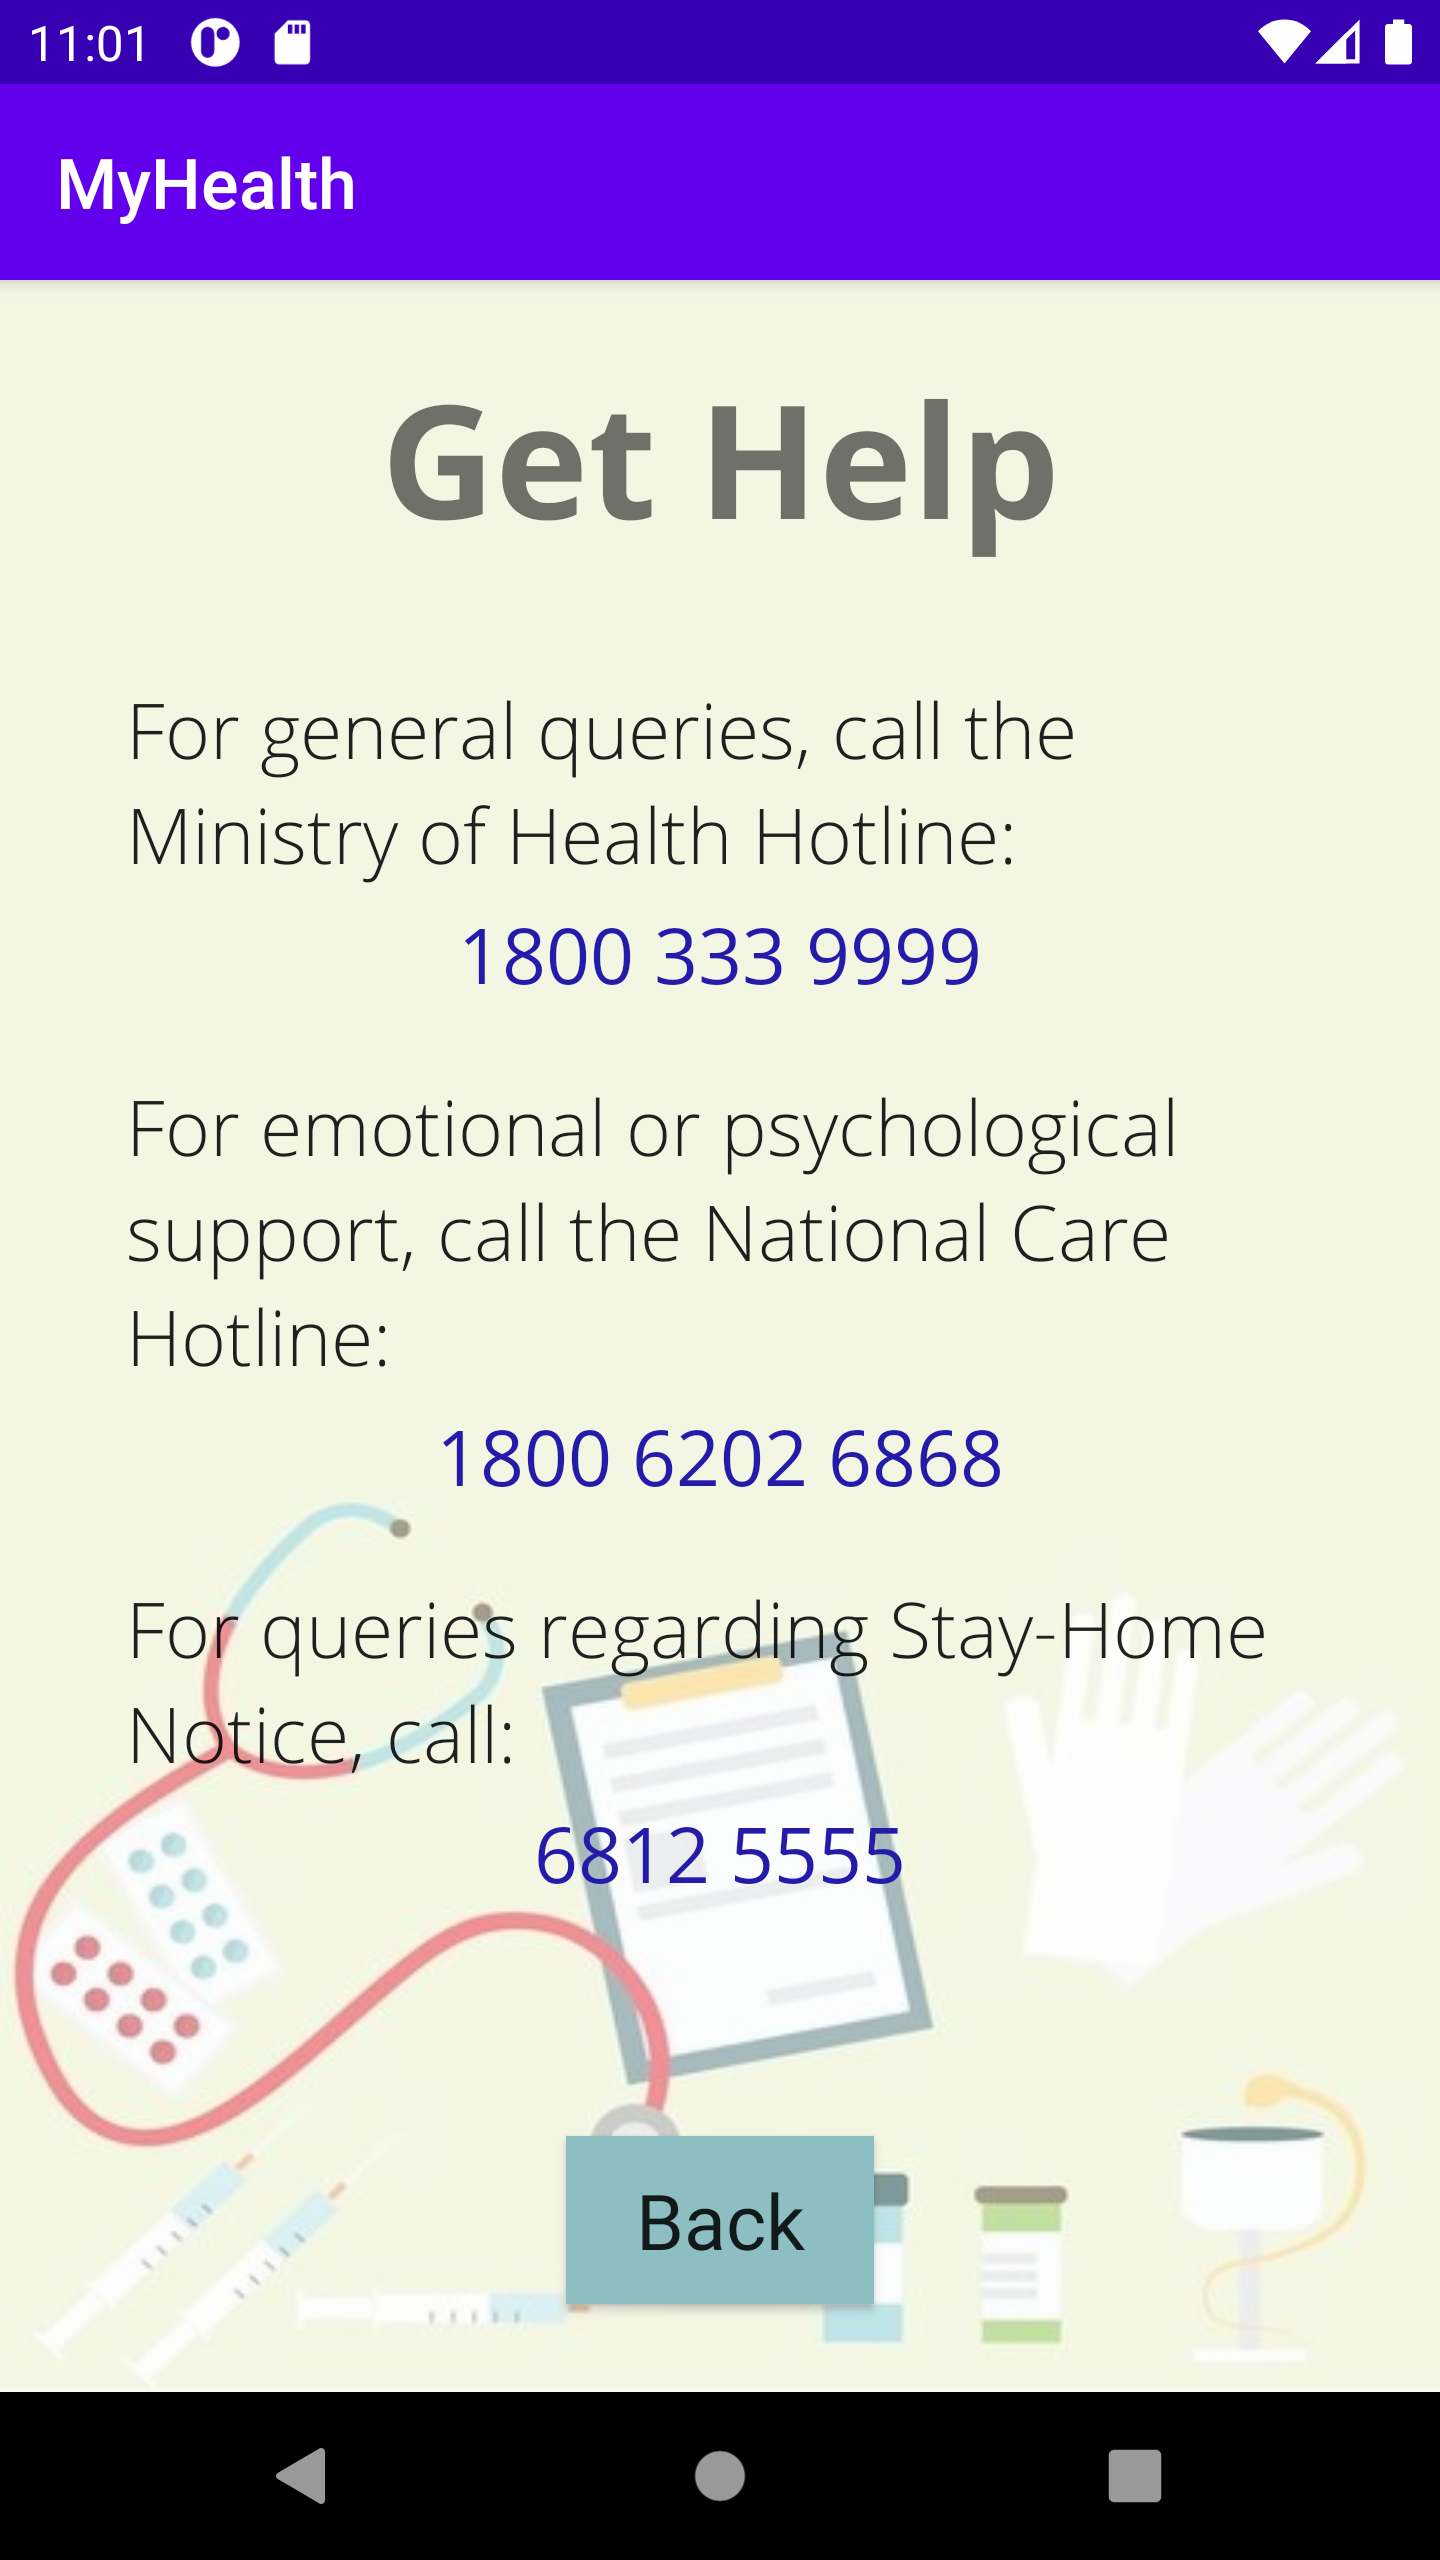 11:01
MyHealth
Get Help
For general queries, call the
Ministry of Health Hotline:
1800 333 9999
For emotional or psychological
support, call the National Care
Hotline:
1800 6202 6868
For queries regarding Stay-Home
Notice, call:
6812 5555
Back